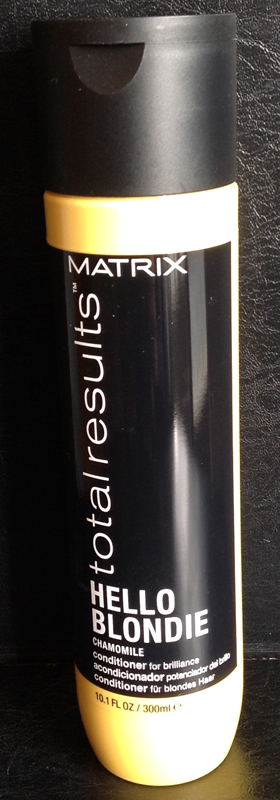 MATRIX
total results™
HELLO
BLONDIE
CHAMOMILE
conditioner for brilliance
acondicionador potenciador del brillo
conditioner für blondes Haar
10.1 FL OZ / 300ml ℮